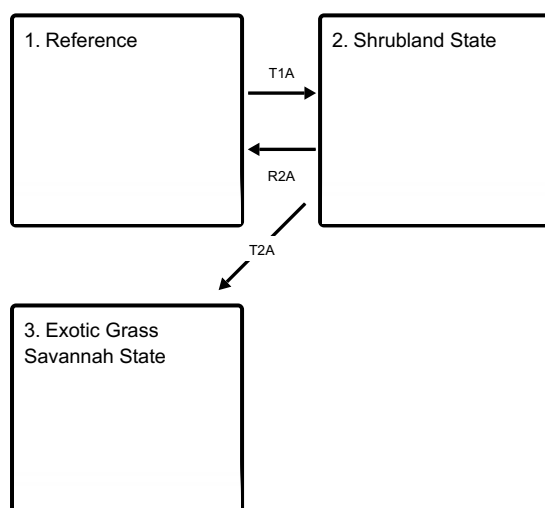 1. Reference
2. Shrubland State
T1A
R2A
T2A
3. Exotic Grass
Savannah State